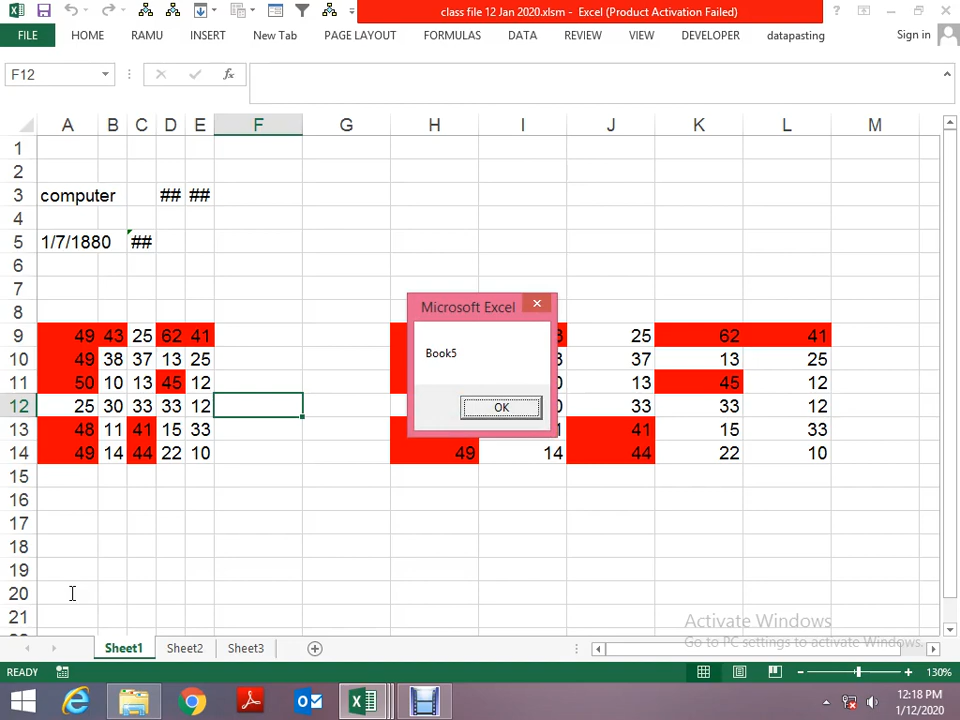 class file 12 Jan 2020.xlsm - Excel (Product Activation Failed)
FILE HOME RAMU INSERT New Tab PAGE LAYOUT FORMULAS DATA REVIEW VIEW DEVELOPER datapasting Sign in
F12
A B C D E F G H I J K L M
1
2
3 computer ## ##
4
5 1/7/1880 ##
6
7
8
9 49 43 25 62 41 25 62 41
10 49 38 37 13 25 37 13 25
11 50 10 13 45 12 13 45 12
12 25 30 33 33 12 33 33 12
13 48 11 41 15 33 41 15 33
14 49 14 44 22 10 49 14 44 22 10
15
16
17
18
19
20
21
Microsoft Excel
Book5
OK
Activate Windows
Go to PC settings to activate Windows.
Sheet1 Sheet2 Sheet3
READY 130%
12:18 PM
1/12/2020